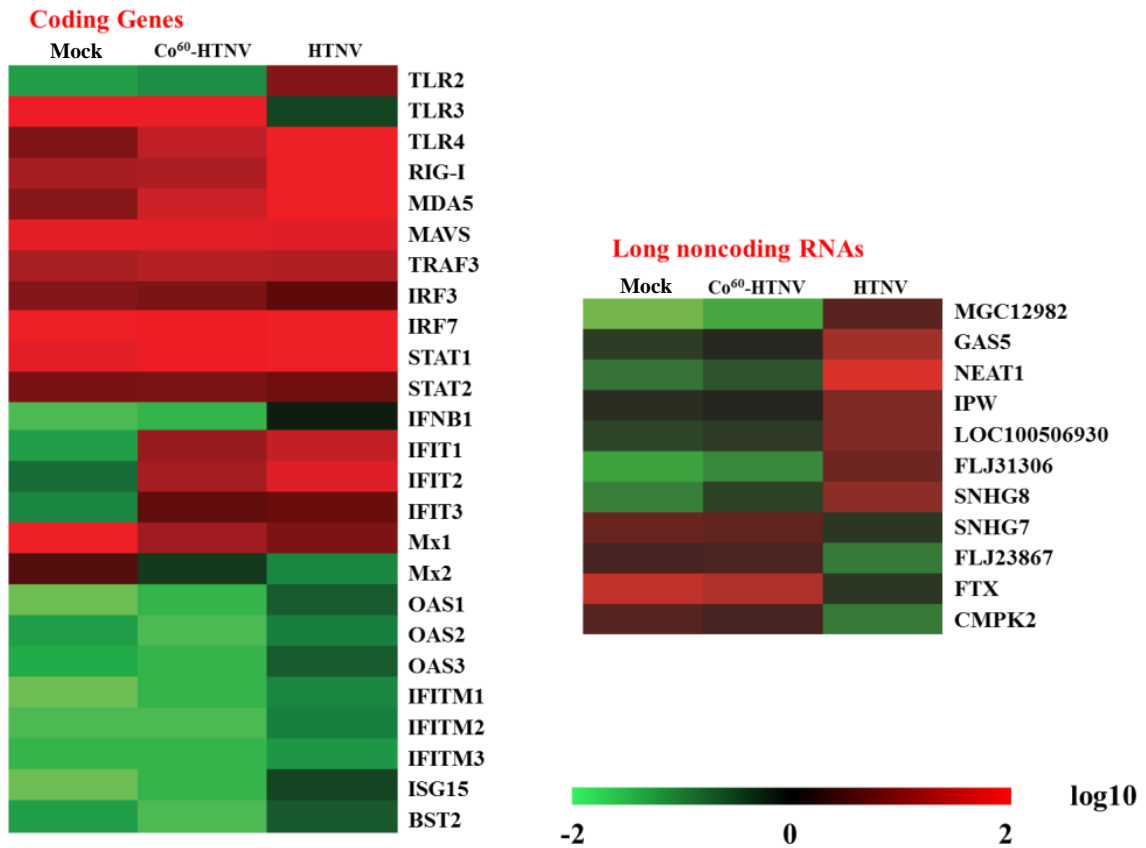 Coding Genes
Mock Co⁶⁰-HTNV HTNV
TLR2
TLR3
TLR4
RIG-I
MDA5
MAVS
TRAF3
IRF3
IRF7
STAT1
STAT2
IFNB1
IFIT1
IFIT2
IFIT3
Mx1
Mx2
OAS1
OAS2
OAS3
IFITM1
IFITM2
IFITM3
ISG15
BST2
Long noncoding RNAs
Mock Co⁶⁰-HTNV HTNV
MGC12982
GAS5
NEAT1
IPW
LOC100506930
FLJ31306
SNHG8
SNHG7
FLJ23867
FTX
CMPK2
log10
-2 0 2